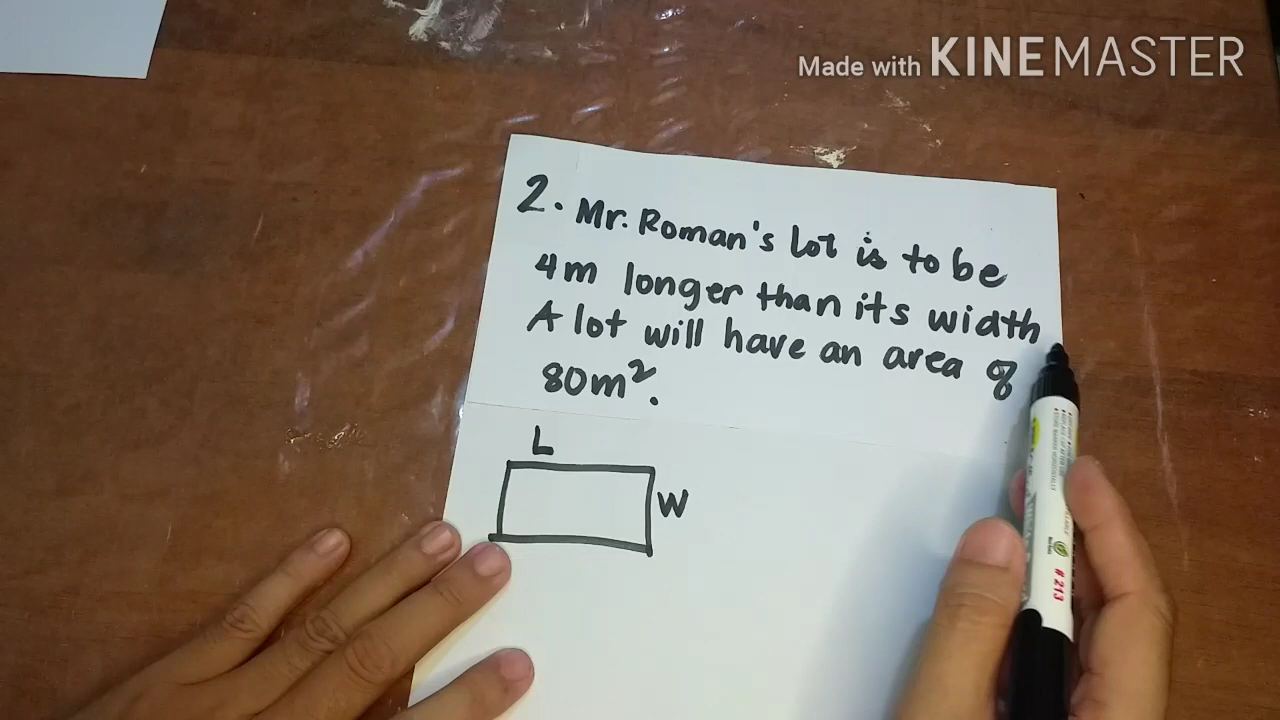 Made with KINEMASTER
2. Mr. Roman's lot is to be
4m longer than its width
A lot will have an area of
80m².
L
W
#213